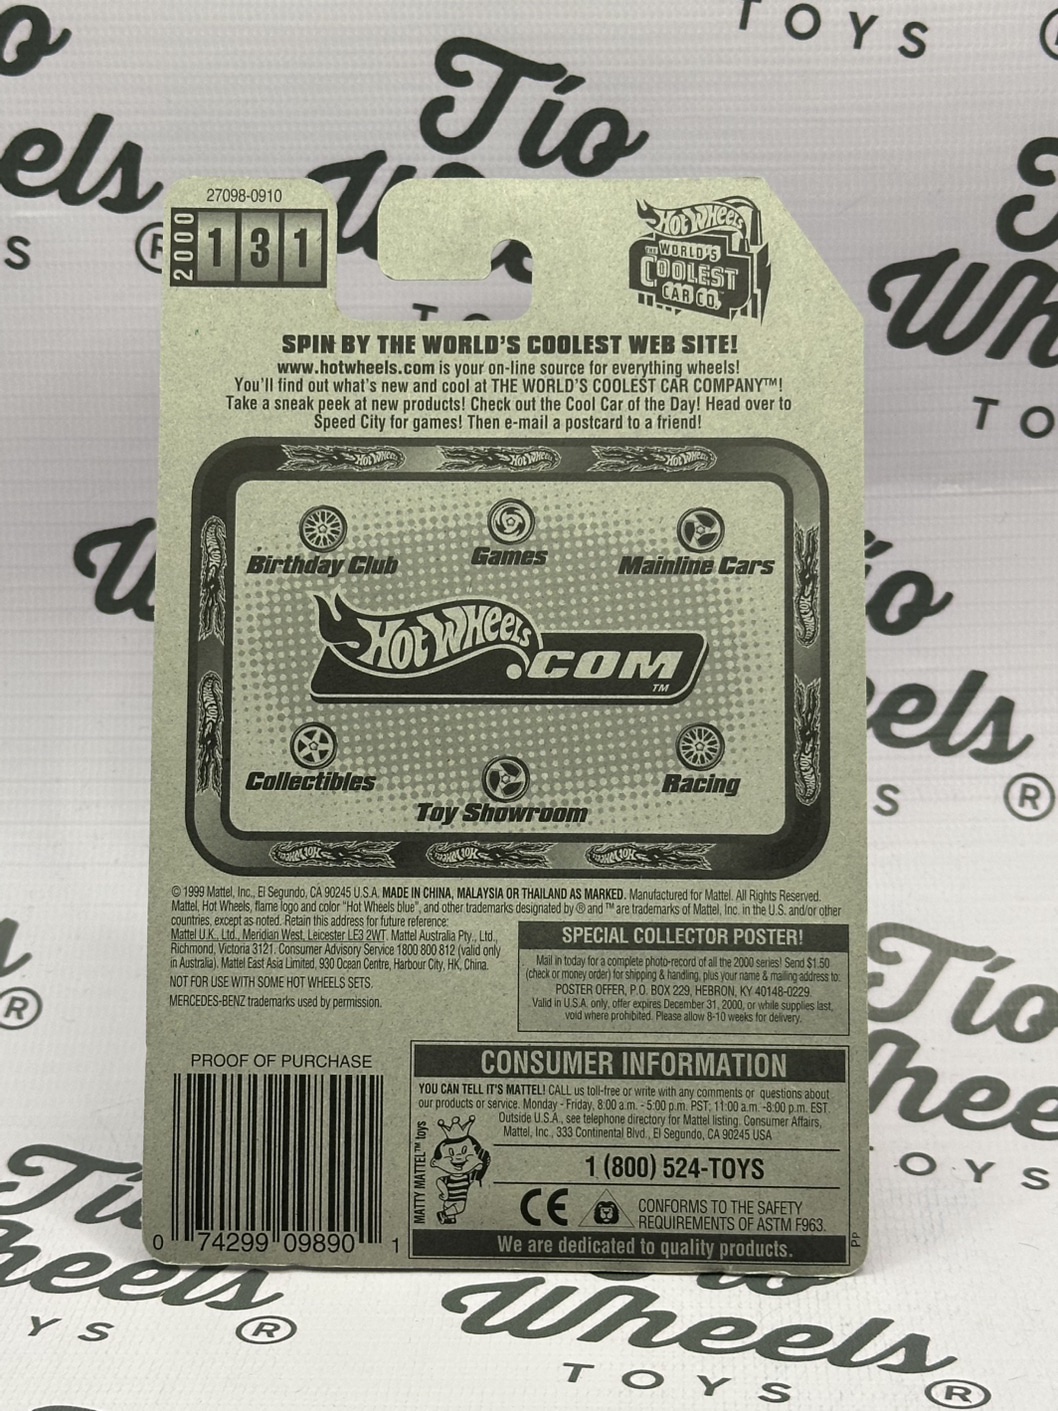 TOYS
Tío
Wheels
TOYS
27098-0910
2000 131
HOT WHEELS
THE WORLD'S
COOLEST
CAR CO.™
SPIN BY THE WORLD'S COOLEST WEB SITE!
www.hotwheels.com is your on-line source for everything wheels!
You'll find out what's new and cool at THE WORLD'S COOLEST CAR COMPANY™!
Take a sneak peek at new products! Check out the Cool Car of the Day! Head over to
Speed City for games! Then e-mail a postcard to a friend!
Birthday Club
Games
Mainline Cars
HOT WHEELS.COM™
Collectibles
Toy Showroom
Racing
© 1999 Mattel, Inc., El Segundo, CA 90245 U.S.A. MADE IN CHINA, MALAYSIA OR THAILAND AS MARKED. Manufactured for Mattel. All Rights Reserved.
Mattel, Hot Wheels, flame logo and color "Hot Wheels blue", and other trademarks designated by ® and ™ are trademarks of Mattel, Inc. in the U.S. and/or other
countries, except as noted. Retain this address for future reference:
Mattel U.K., Ltd., Meridian West, Leicester LE3 2WT. Mattel Australia Pty., Ltd.,
Richmond, Victoria 3121. Consumer Advisory Service 1800 800 812 (valid only
in Australia). Mattel East Asia Limited, 930 Ocean Centre, Harbour City, HK, China.
NOT FOR USE WITH SOME HOT WHEELS SETS.
MERCEDES-BENZ trademarks used by permission.
SPECIAL COLLECTOR POSTER!
Mail in today for a complete photo-record of all the 2000 series! Send $1.50
(check or money order) for shipping & handling, plus your name & mailing address to:
POSTER OFFER, P.O. BOX 229, HEBRON, KY 40148-0229.
Valid in U.S.A. only, offer expires December 31, 2000, or while supplies last,
void where prohibited. Please allow 8-10 weeks for delivery.
PROOF OF PURCHASE
0 74299 09890 1
CONSUMER INFORMATION
YOU CAN TELL IT'S MATTEL! CALL us toll-free or write with any comments or questions about
our products or service. Monday - Friday, 8:00 a.m. - 5:00 p.m. PST; 11:00 a.m. -8:00 p.m. EST.
Outside U.S.A., see telephone directory for Mattel listing. Consumer Affairs,
Mattel, Inc., 333 Continental Blvd., El Segundo, CA 90245 USA
MATTY MATTEL™ toys
1 (800) 524-TOYS
CE
CONFORMS TO THE SAFETY
REQUIREMENTS OF ASTM F963.
We are dedicated to quality products.
PP
Tío
Wheels
TOYS ®
Wheels
TOYS ®